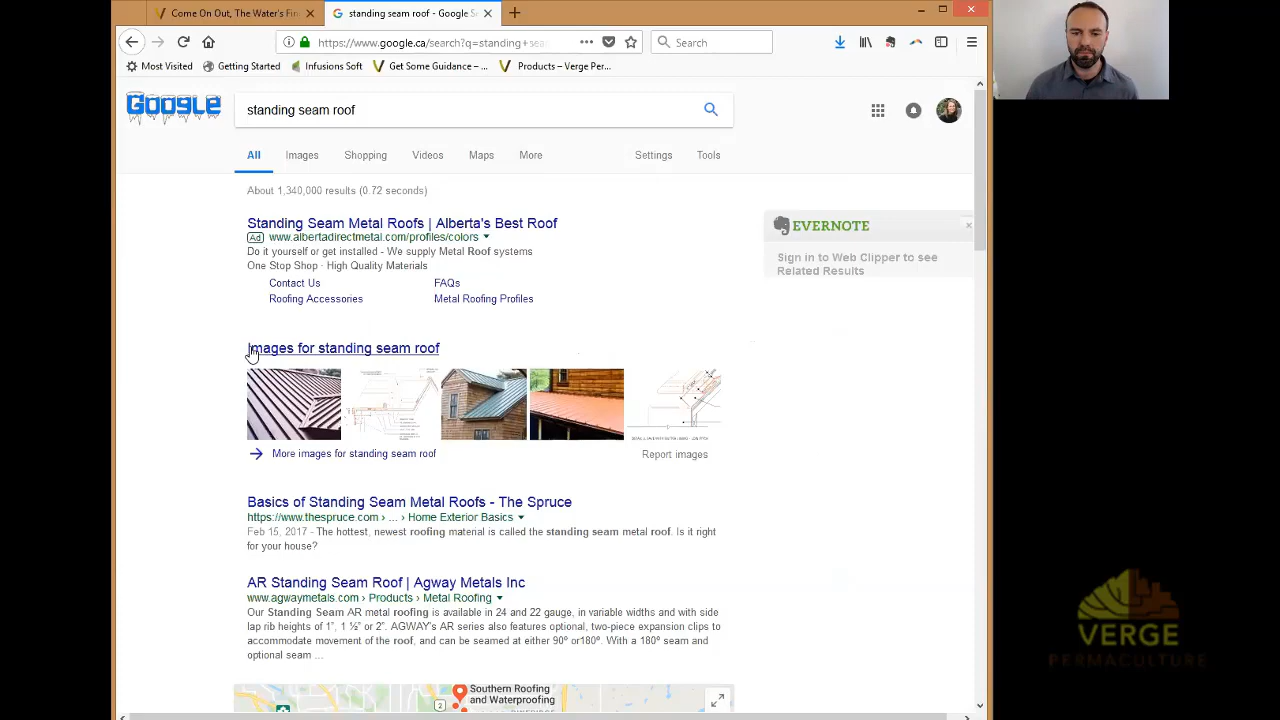 Come On Out, The Water's Fin
standing seam roof - Google Se
https://www.google.ca/search?q=standing+sea
Search
Most Visited
Getting Started
Infusions Soft
Get Some Guidance – ...
Products – Verge Per...
Google
standing seam roof
All
Images
Shopping
Videos
Maps
More
Settings
Tools
About 1,340,000 results (0.72 seconds)
Standing Seam Metal Roofs | Alberta's Best Roof
Ad www.albertadirectmetal.com/profiles/colors
Do it yourself or get installed - We supply Metal Roof systems
One Stop Shop · High Quality Materials
Contact Us
FAQs
Roofing Accessories
Metal Roofing Profiles
EVERNOTE
Sign in to Web Clipper to see
Related Results
Images for standing seam roof
More images for standing seam roof
Report images
Basics of Standing Seam Metal Roofs - The Spruce
https://www.thespruce.com › ... › Home Exterior Basics
Feb 15, 2017 - The hottest, newest roofing material is called the standing seam metal roof. Is it right
for your house?
AR Standing Seam Roof | Agway Metals Inc
www.agwaymetals.com › Products › Metal Roofing
Our Standing Seam AR metal roofing is available in 24 and 22 gauge, in variable widths and with side
lap rib heights of 1", 1 ½" or 2". AGWAY's AR series also features optional, two-piece expansion clips to
accommodate movement of the roof, and can be seamed at either 90º or180º. With a 180º seam and
optional seam ...
2
Southern Roofing
and Waterproofing
VERGE
PERMACULTURE